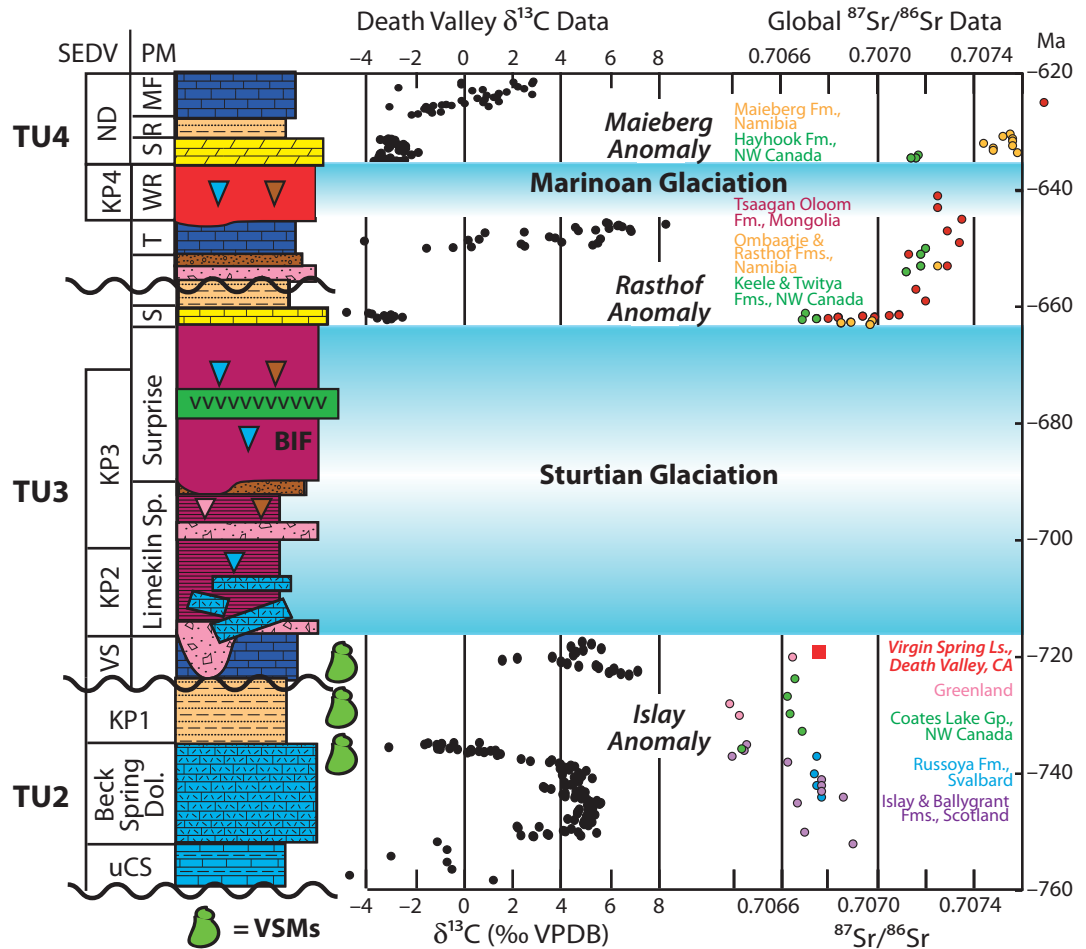 Death Valley δ13C Data
Global 87Sr/86Sr Data
SEDV PM
−4 −2 0 2 4 6 8
0.7066 0.7070 0.7074
Ma
−620
TU4
ND
MF
R
S
Maieberg
Anomaly
Maieberg Fm.,
Namibia
Hayhook Fm.,
NW Canada
KP4
WR
Marinoan Glaciation
−640
T
Tsaagan Oloom
Fm., Mongolia
Ombaatje &
Rasthof Fms.,
Namibia
Keele & Twitya
Fms., NW Canada
Rasthof
Anomaly
−660
S
TU3
KP3
Surprise
VVVVVVVVVVV
BIF
−680
Sturtian Glaciation
Limekiln Sp.
−700
KP2
VS
Virgin Spring Ls.,
Death Valley, CA
−720
Greenland
KP1
Islay
Anomaly
Coates Lake Gp.,
NW Canada
−740
TU2
Beck
Spring
Dol.
Russoya Fm.,
Svalbard
Islay & Ballygrant
Fms., Scotland
uCS
−760
−4 −2 0 2 4 6 8
0.7066 0.7070 0.7074
= VSMs
δ13C (‰ VPDB)
87Sr/86Sr